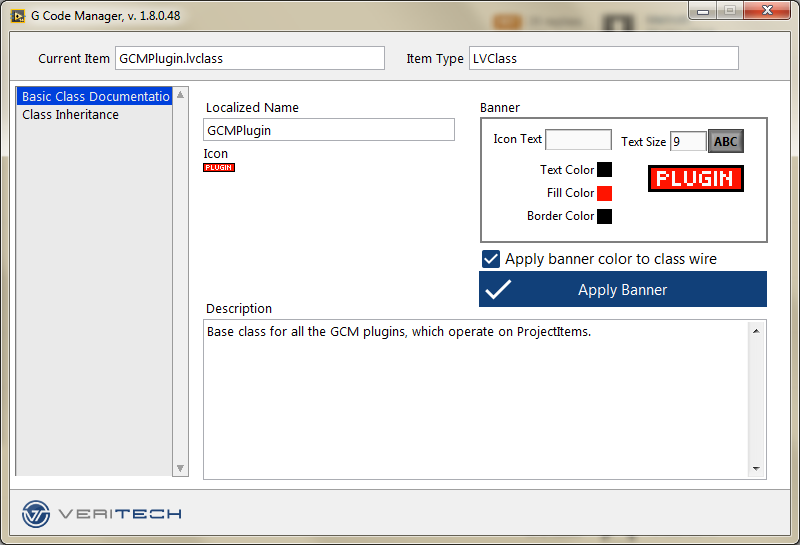 G Code Manager, v. 1.8.0.48
Current Item GCMPlugin.lvclass Item Type LVClass
Basic Class Documentatio
Class Inheritance
Localized Name
GCMPlugin
Icon
PLUGIN
Banner
Icon Text Text Size 9 ABC
Text Color
Fill Color
Border Color
PLUGIN
Apply banner color to class wire
Apply Banner
Description
Base class for all the GCM plugins, which operate on ProjectItems.
VERITECH